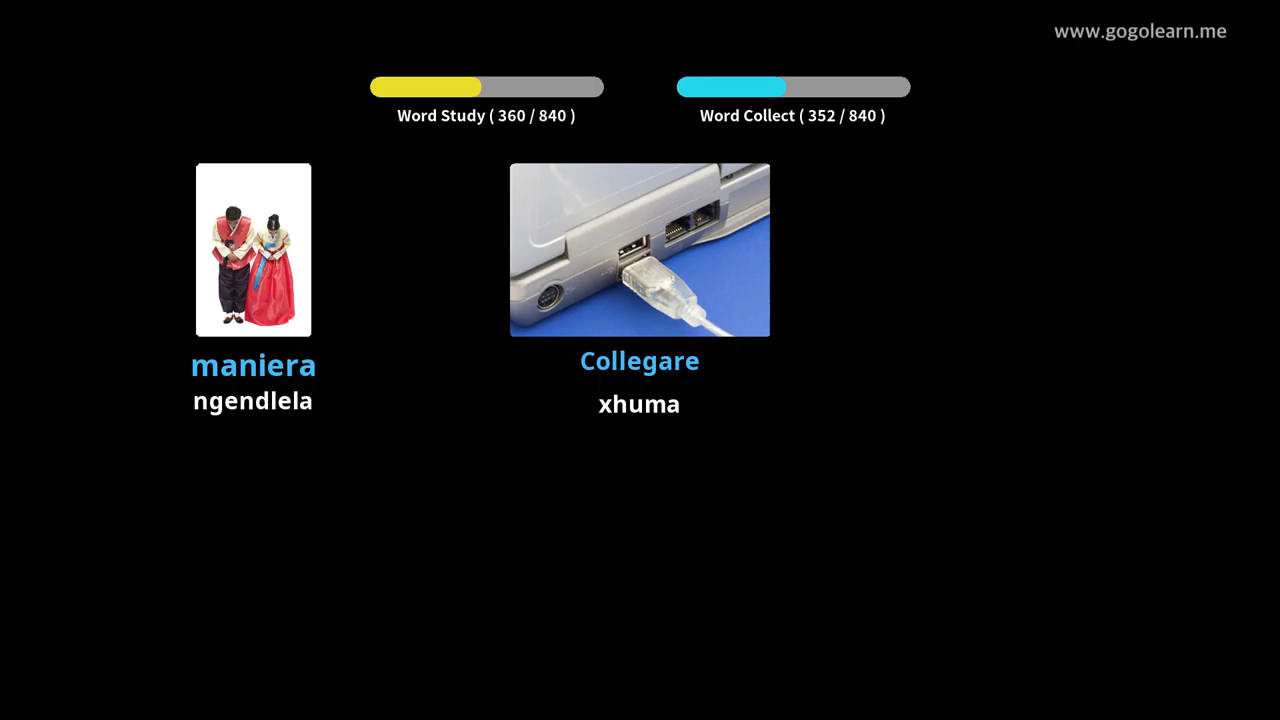 www.gogolearn.me
Word Study ( 360 / 840 )
Word Collect ( 352 / 840 )
maniera
ngendlela
Collegare
xhuma